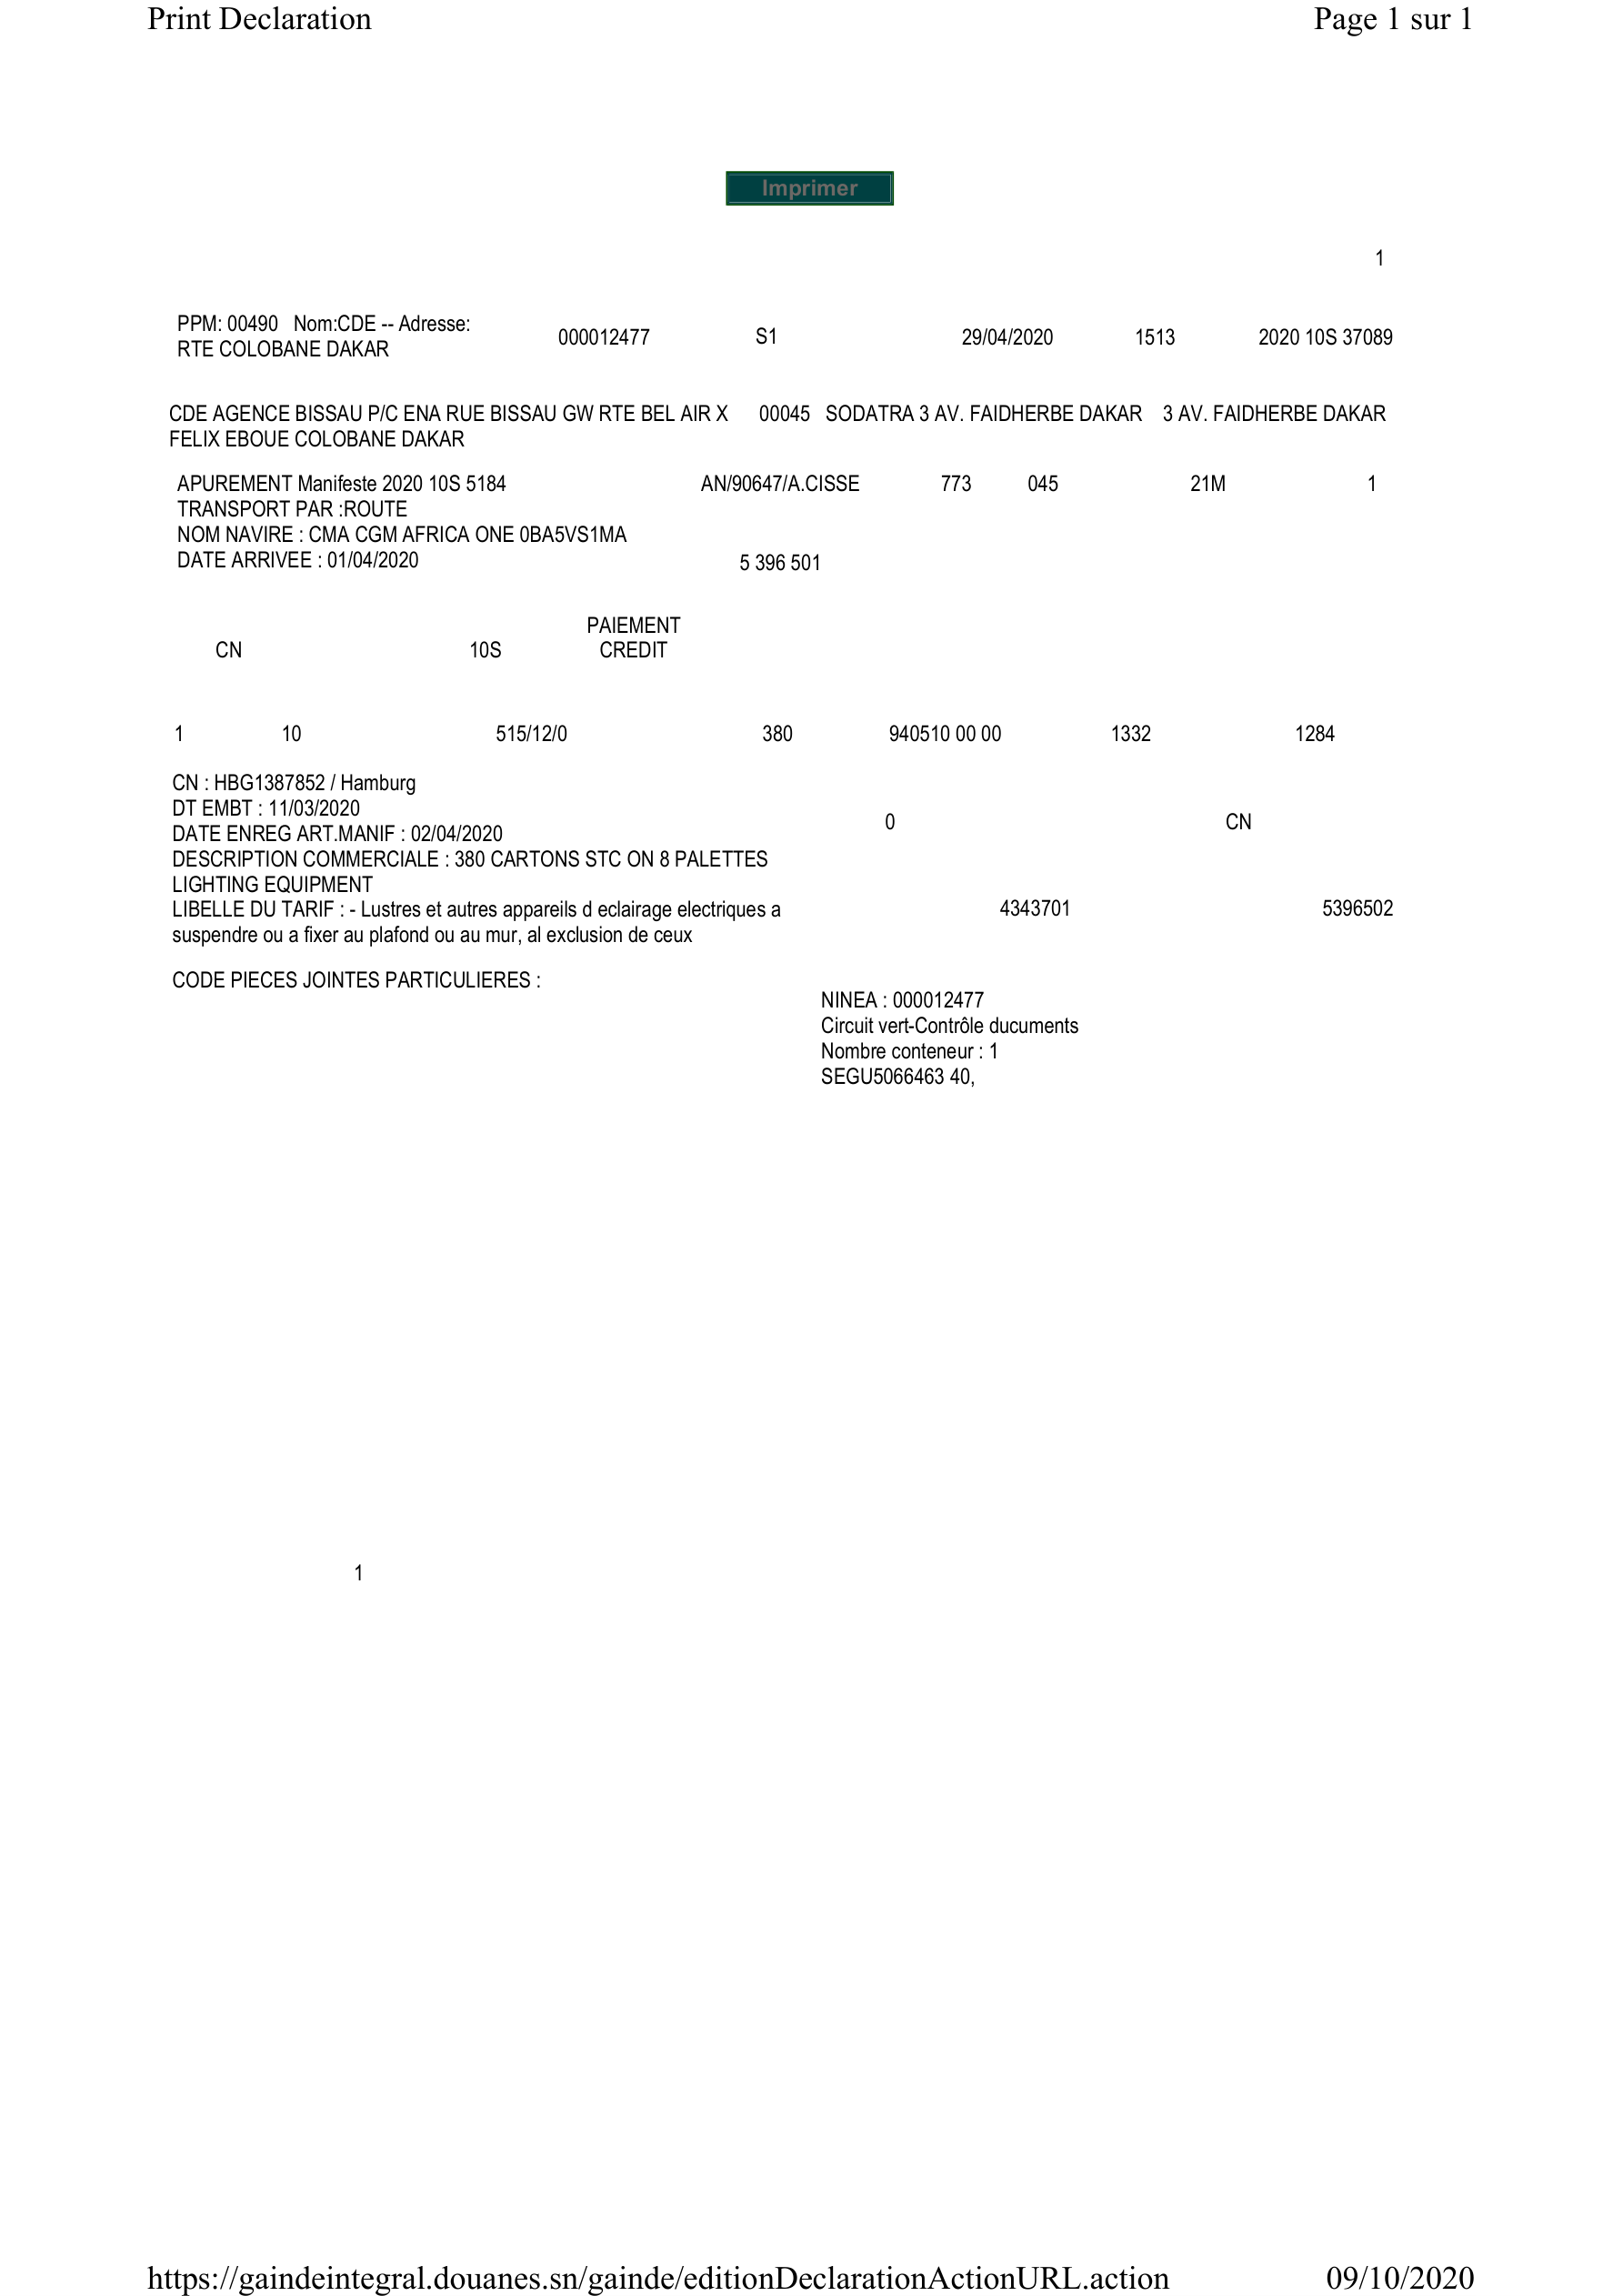 Print Declaration Page 1 sur 1
Imprimer
1
PPM: 00490 Nom:CDE -- Adresse:
RTE COLOBANE DAKAR
000012477 S1 29/04/2020 1513 2020 10S 37089
CDE AGENCE BISSAU P/C ENA RUE BISSAU GW RTE BEL AIR X 00045 SODATRA 3 AV. FAIDHERBE DAKAR 3 AV. FAIDHERBE DAKAR
FELIX EBOUE COLOBANE DAKAR
APUREMENT Manifeste 2020 10S 5184 AN/90647/A.CISSE 773 045 21M 1
TRANSPORT PAR :ROUTE
NOM NAVIRE : CMA CGM AFRICA ONE 0BA5VS1MA
DATE ARRIVEE : 01/04/2020 5 396 501
PAIEMENT
CN 10S CREDIT
1 10 515/12/0 380 940510 00 00 1332 1284
CN : HBG1387852 / Hamburg
DT EMBT : 11/03/2020
0 CN
DATE ENREG ART.MANIF : 02/04/2020
DESCRIPTION COMMERCIALE : 380 CARTONS STC ON 8 PALETTES
LIGHTING EQUIPMENT
LIBELLE DU TARIF : - Lustres et autres appareils d eclairage electriques a 4343701 5396502
suspendre ou a fixer au plafond ou au mur, al exclusion de ceux
CODE PIECES JOINTES PARTICULIERES :
NINEA : 000012477
Circuit vert-Contrôle ducuments
Nombre conteneur : 1
SEGU5066463 40,
1
https://gaindeintegral.douanes.sn/gainde/editionDeclarationActionURL.action 09/10/2020